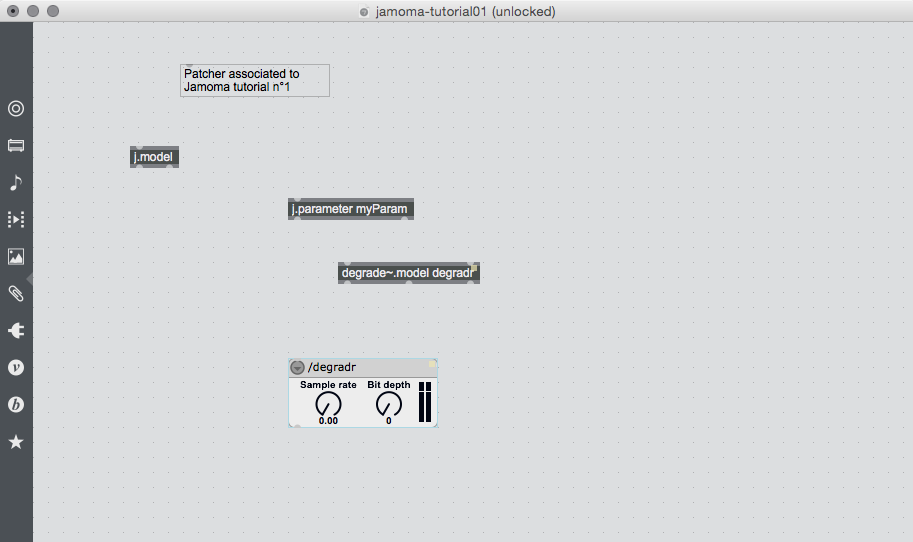 jamoma-tutorial01 (unlocked)
Patcher associated to
Jamoma tutorial n°1
j.model
j.parameter myParam
degrade~.model degradr
/degradr
Sample rate Bit depth
0.00 0